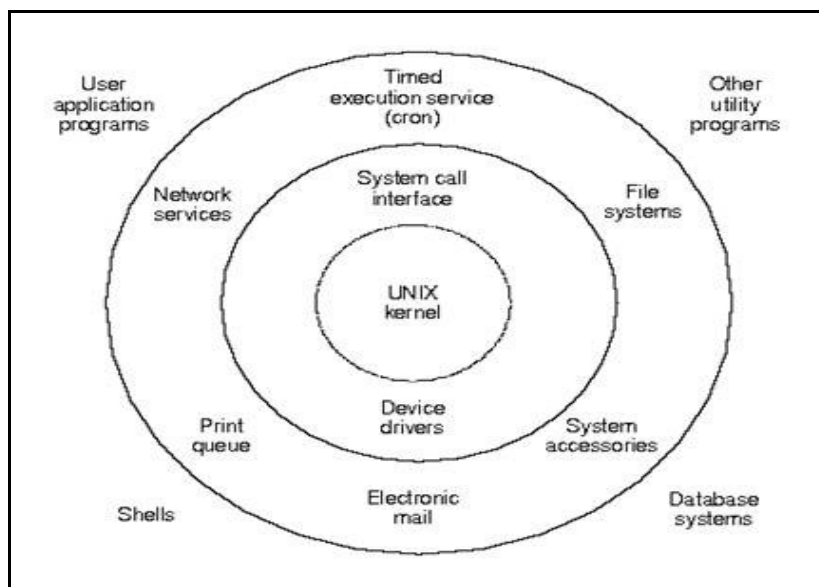 User
application
programs
Timed
execution service
(cron)
Other
utility
programs
Network
services
System call
interface
File
systems
UNIX
kernel
Print
queue
Device
drivers
System
accessories
Shells
Electronic
mail
Database
systems